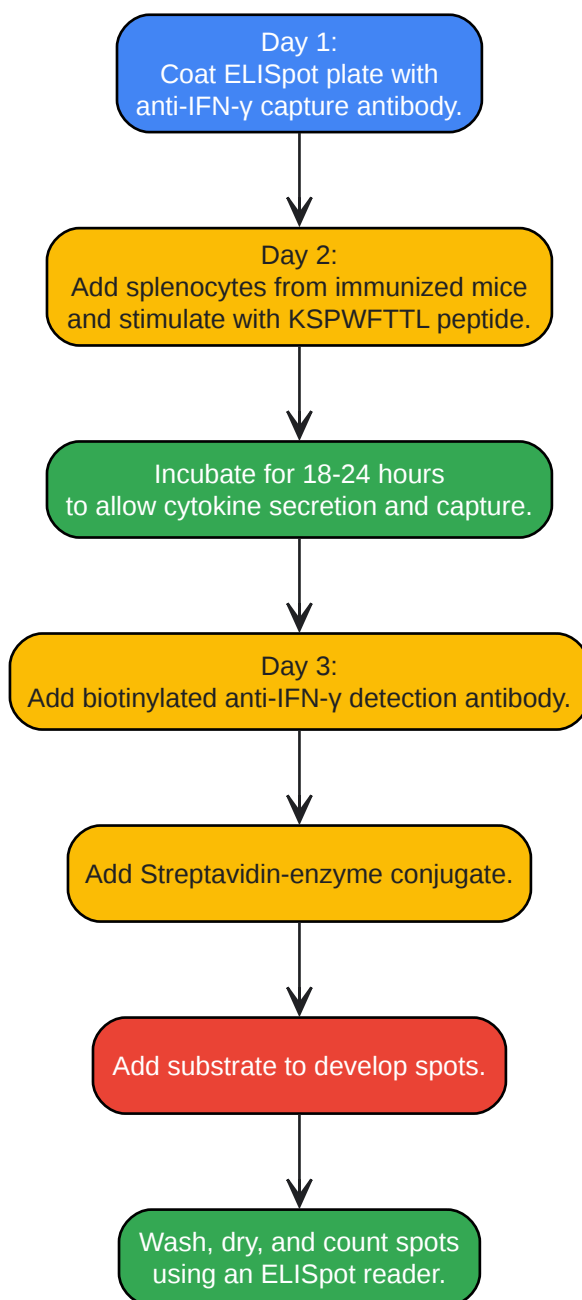 Day 1:
Coat ELISpot plate with
anti-IFN-γ capture antibody.
Day 2:
Add splenocytes from immunized mice
and stimulate with KSPWFTTL peptide.
Incubate for 18-24 hours
to allow cytokine secretion and capture.
Day 3:
Add biotinylated anti-IFN-γ detection antibody.
Add Streptavidin-enzyme conjugate.
Add substrate to develop spots.
Wash, dry, and count spots
using an ELISpot reader.